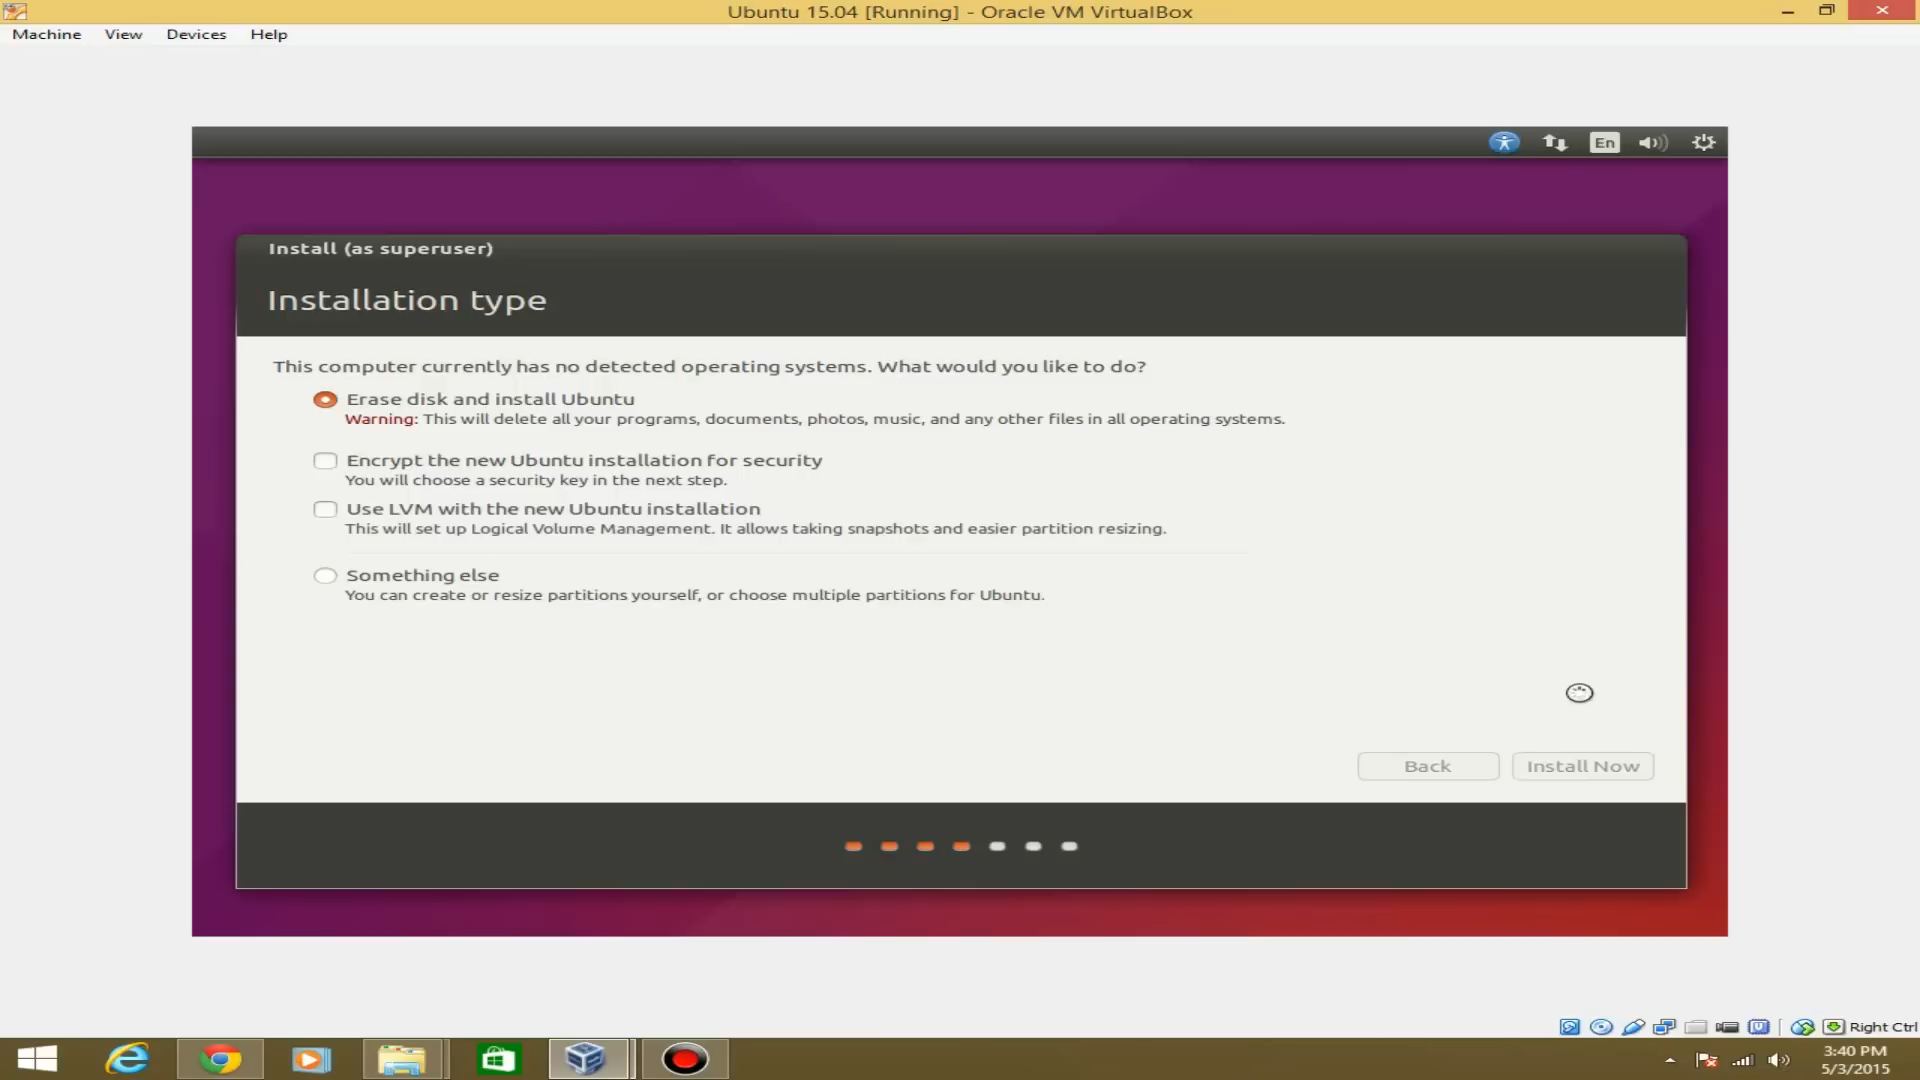 Ubuntu 15.04 [Running] - Oracle VM VirtualBox
Machine View Devices Help
En
Install (as superuser)
Installation type
This computer currently has no detected operating systems. What would you like to do?
Erase disk and install Ubuntu
Warning: This will delete all your programs, documents, photos, music, and any other files in all operating systems.
Encrypt the new Ubuntu installation for security
You will choose a security key in the next step.
Use LVM with the new Ubuntu installation
This will set up Logical Volume Management. It allows taking snapshots and easier partition resizing.
Something else
You can create or resize partitions yourself, or choose multiple partitions for Ubuntu.
Back Install Now
Right Ctrl
3:40 PM
5/3/2015